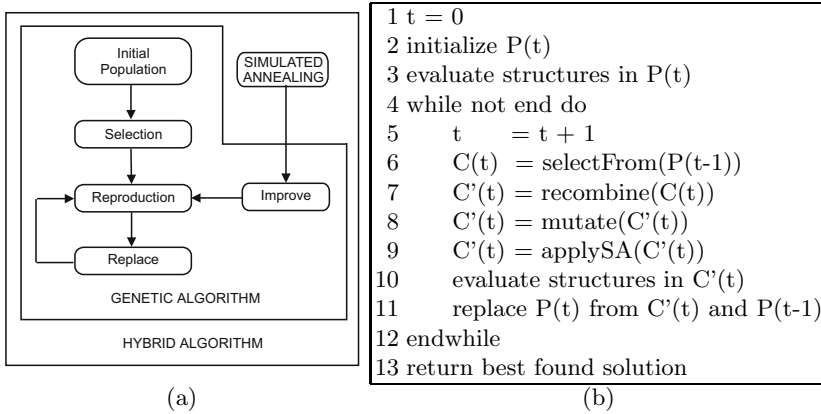 Initial
Population
SIMULATED
ANNEALING
Selection
Reproduction
Improve
Replace
GENETIC ALGORITHM
HYBRID ALGORITHM
(a)
1 t = 0
2 initialize P(t)
3 evaluate structures in P(t)
4 while not end do
5 t = t + 1
6 C(t) = selectFrom(P(t-1))
7 C'(t) = recombine(C(t))
8 C'(t) = mutate(C'(t))
9 C'(t) = applySA(C'(t))
10 evaluate structures in C'(t)
11 replace P(t) from C'(t) and P(t-1)
12 endwhile
13 return best found solution
(b)